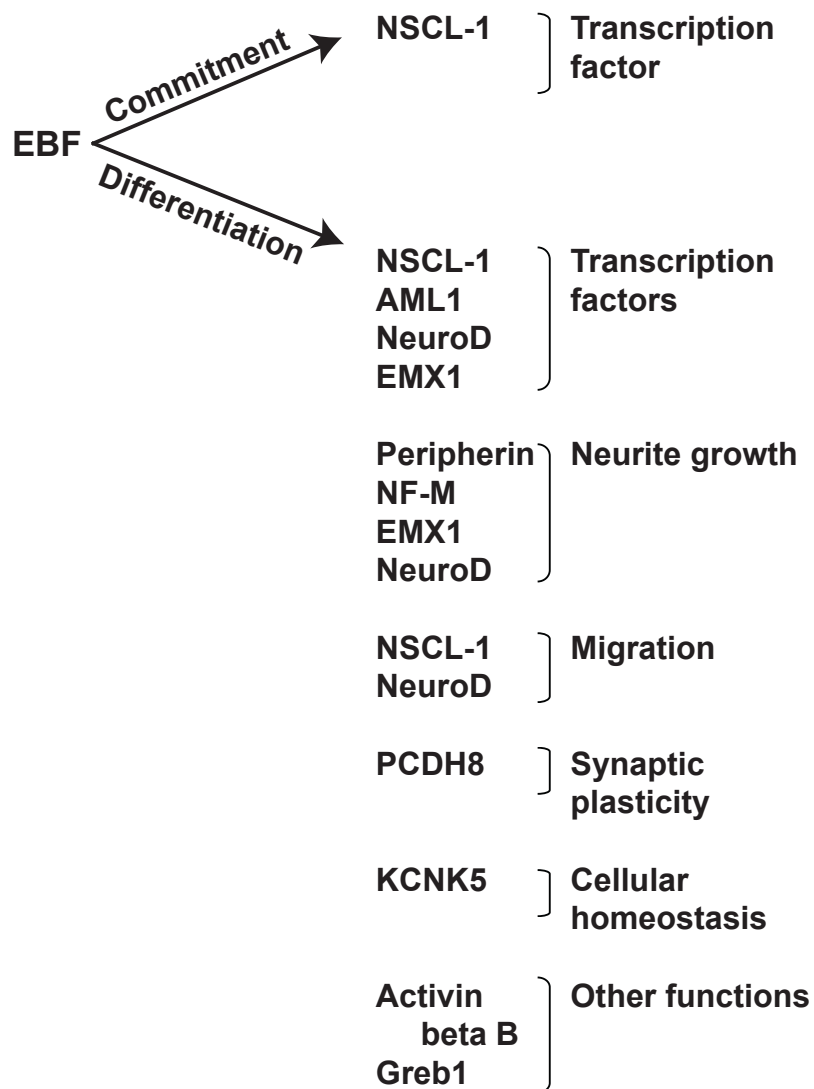 NSCL-1
Transcription
factor
Commitment
EBF
Differentiation
NSCL-1
AML1
NeuroD
EMX1
Transcription
factors
Peripherin
NF-M
EMX1
NeuroD
Neurite growth
NSCL-1
NeuroD
Migration
PCDH8
Synaptic
plasticity
KCNK5
Cellular
homeostasis
Activin
beta B
Greb1
Other functions